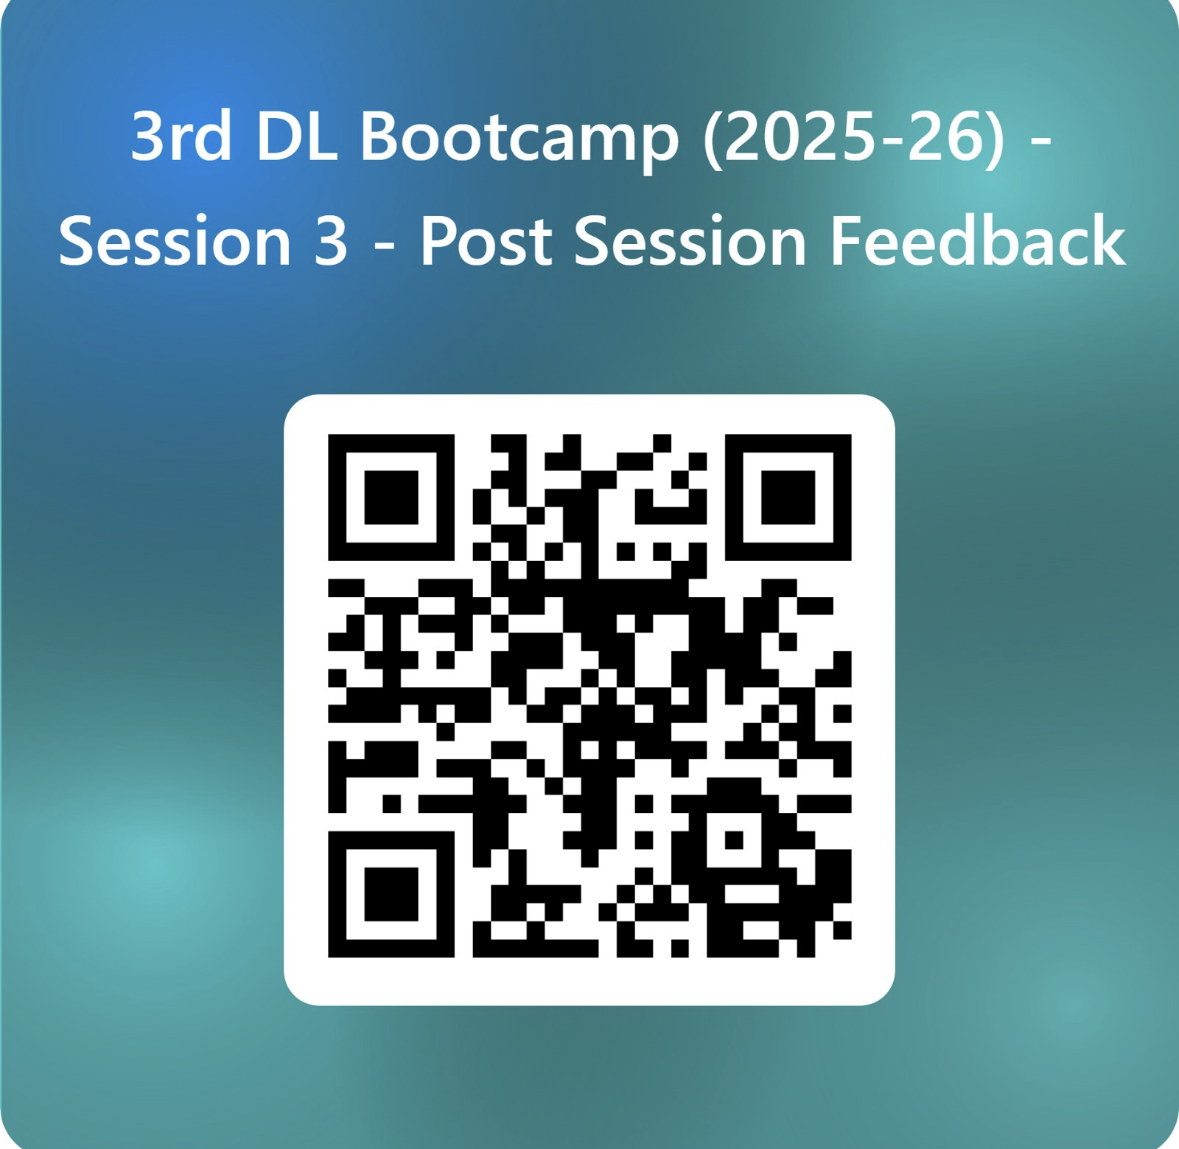 3rd DL Bootcamp (2025-26) -
Session 3 - Post Session Feedback